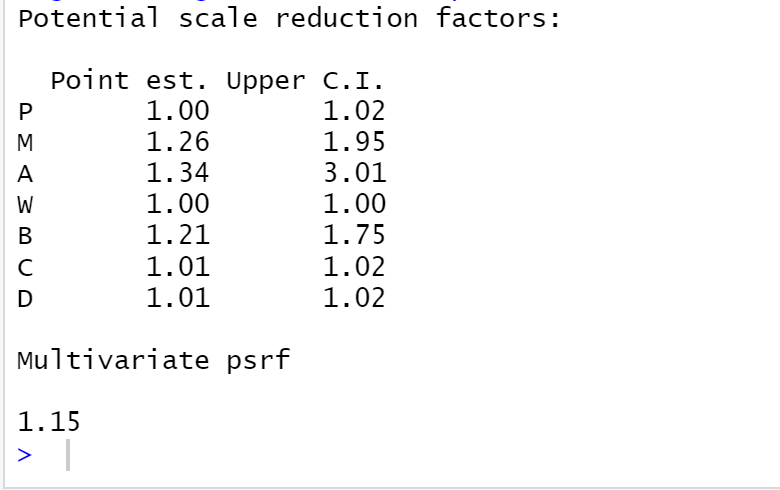 Potential scale reduction factors:
Point est. Upper C.I.
P 1.00 1.02
M 1.26 1.95
A 1.34 3.01
W 1.00 1.00
B 1.21 1.75
C 1.01 1.02
D 1.01 1.02
Multivariate psrf
1.15
>